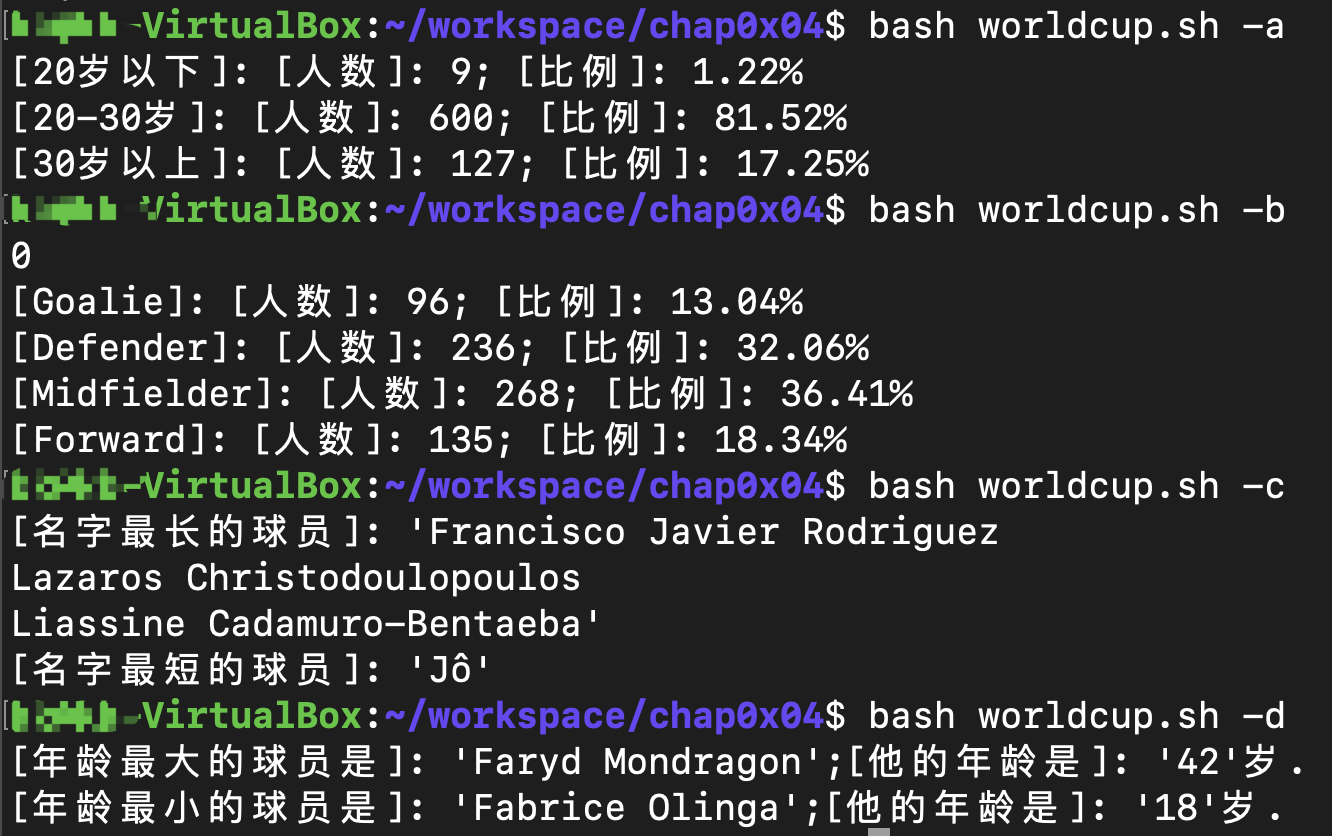 -VirtualBox:~/workspace/chap0x04$ bash worldcup.sh -a
[20岁以下]: [人数]: 9; [比例]: 1.22%
[20-30岁]: [人数]: 600; [比例]: 81.52%
[30岁以上]: [人数]: 127; [比例]: 17.25%
VirtualBox:~/workspace/chap0x04$ bash worldcup.sh -b
0
[Goalie]: [人数]: 96; [比例]: 13.04%
[Defender]: [人数]: 236; [比例]: 32.06%
[Midfielder]: [人数]: 268; [比例]: 36.41%
[Forward]: [人数]: 135; [比例]: 18.34%
-VirtualBox:~/workspace/chap0x04$ bash worldcup.sh -c
[名字最长的球员]: 'Francisco Javier Rodriguez
Lazaros Christodoulopoulos
Liassine Cadamuro-Bentaeba'
[名字最短的球员]: 'Jô'
-VirtualBox:~/workspace/chap0x04$ bash worldcup.sh -d
[年龄最大的球员是]: 'Faryd Mondragon';[他的年龄是]: '42'岁.
[年龄最小的球员是]: 'Fabrice Olinga';[他的年龄是]: '18'岁.